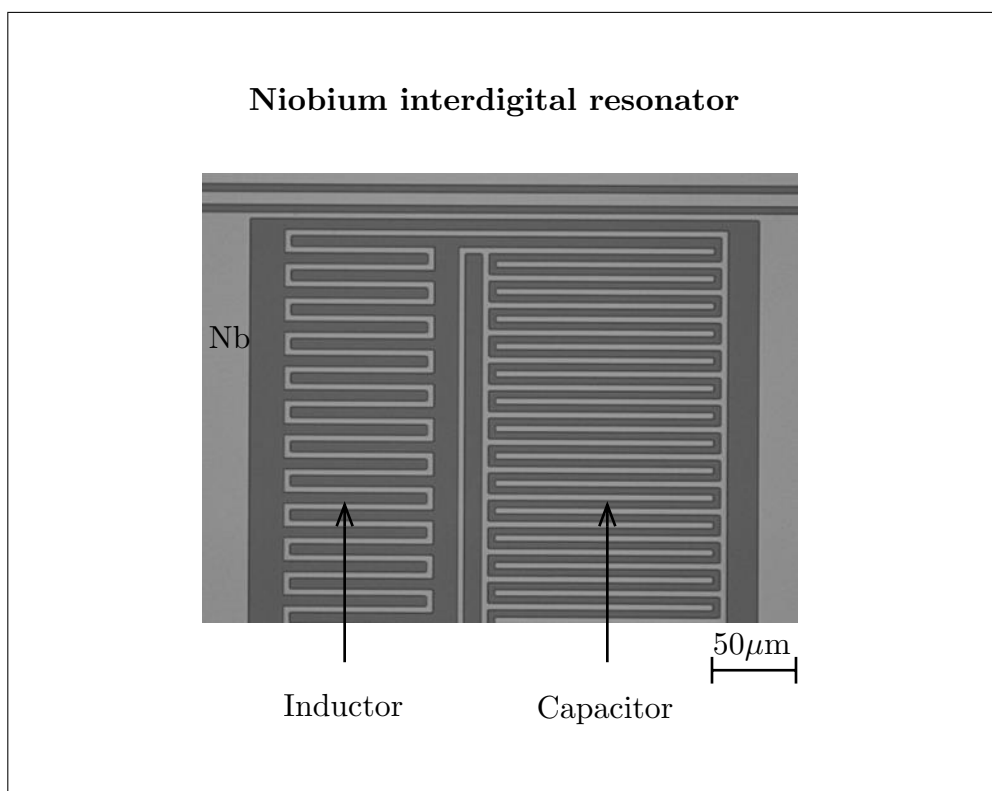 Niobium interdigital resonator
Nb
50μm
Inductor
Capacitor